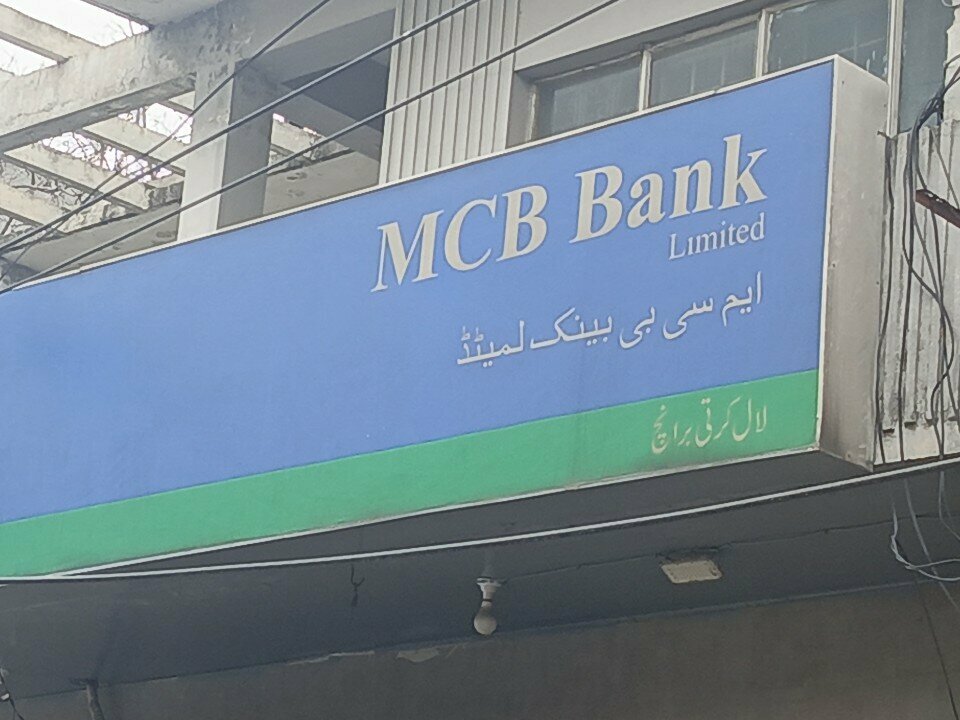 MCB Bank
Limited
ایم سی بی بینک لمیٹڈ
لال کرتی برانچ